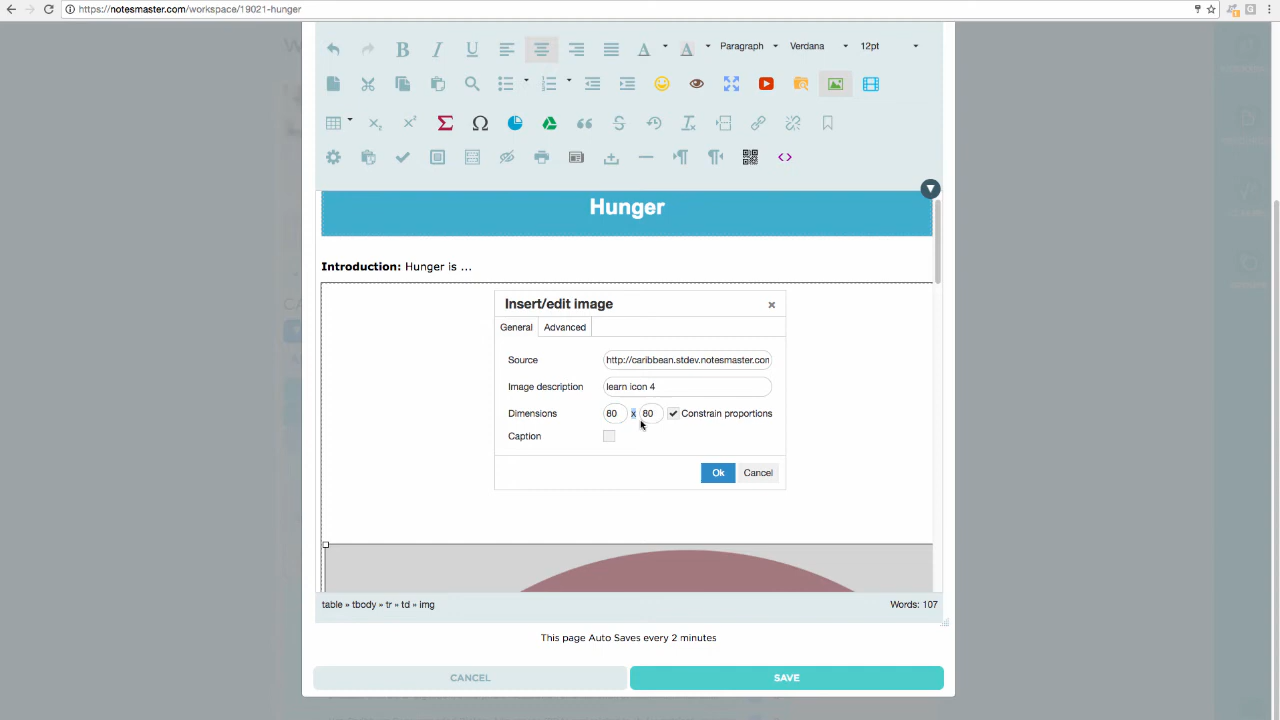 notesmaster.com/workspace/19021-hunger
B I U A A Paragraph Verdana 12pt
Hunger
Introduction: Hunger is ...
Insert/edit image ×
General Advanced
Source http://caribbean.stdev.notesmaster.con
Image description learn icon 4
Dimensions 80 x 60 Constrain proportions
Caption
Ok Cancel
table » tbody » tr » td » img Words: 107
This page Auto Saves every 2 minutes
CANCEL SAVE